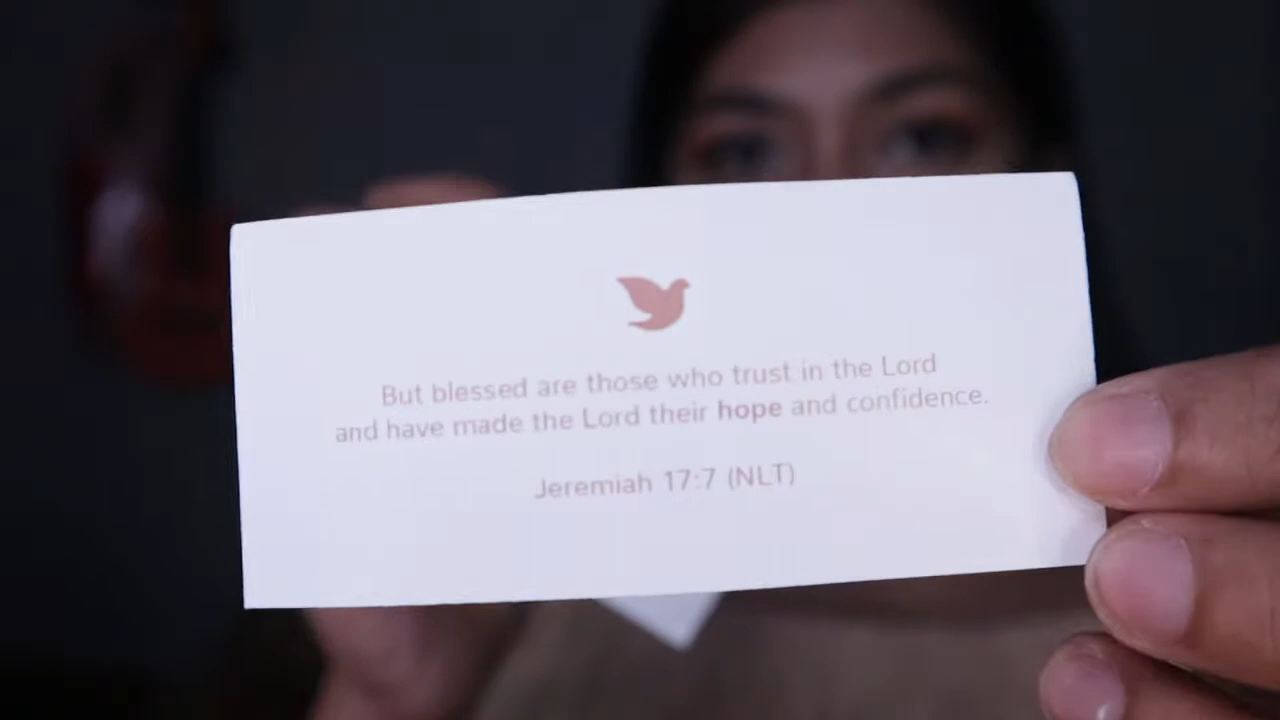 But blessed are those who trust in the Lord
and have made the Lord their hope and confidence.
Jeremiah 17:7 (NLT)